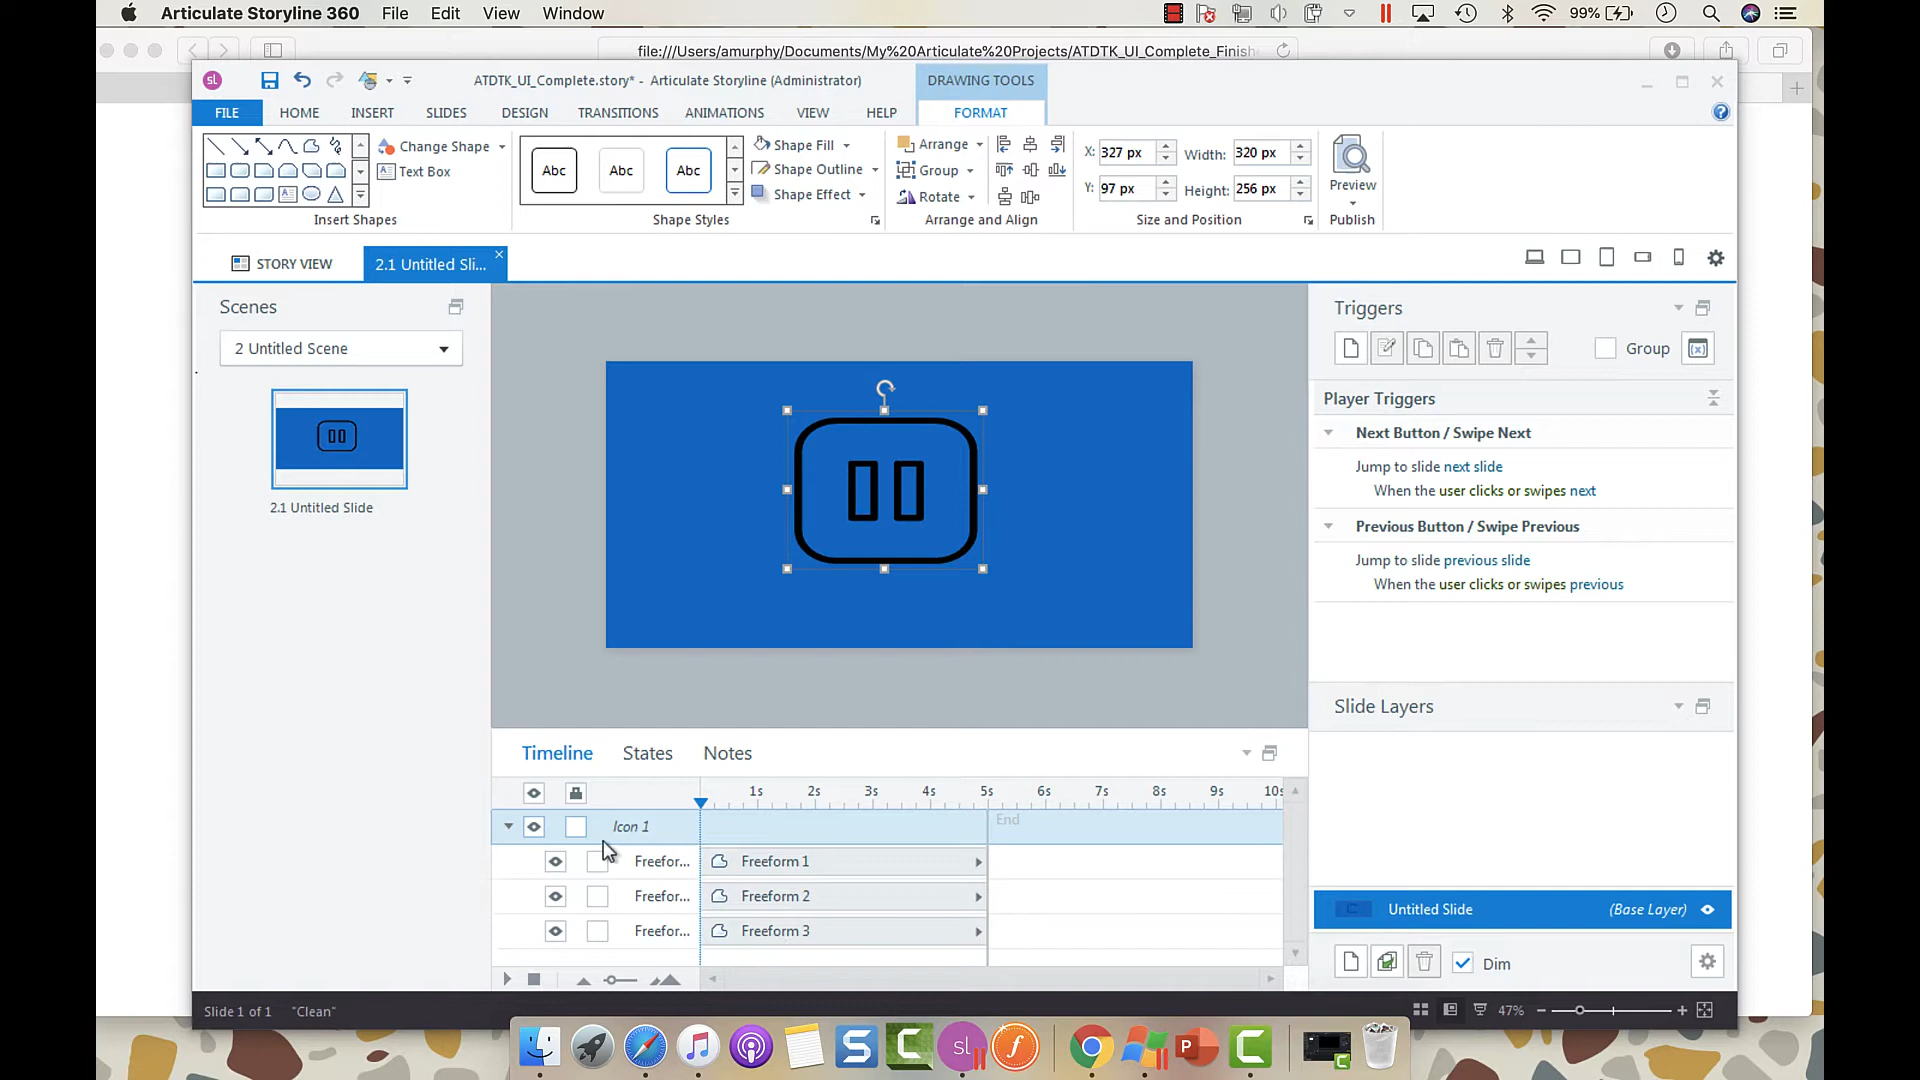 Articulate Storyline 360 File Edit View Window 99%
file:///Users/amurphy/Documents/My%20Articulate%20Projects/ATDTK_UI_Complete_Finishe
sl ATDTK_UI_Complete.story* - Articulate Storyline (Administrator) DRAWING TOOLS
FILE HOME INSERT SLIDES DESIGN TRANSITIONS ANIMATIONS VIEW HELP FORMAT
Change Shape
Text Box
Insert Shapes
Abc Abc Abc
Shape Styles
Shape Fill
Shape Outline
Shape Effect
Arrange
Group
Rotate
Arrange and Align
X: 327 px Width: 320 px
Y: 97 px Height: 256 px
Size and Position
Preview
Publish
STORY VIEW 2.1 Untitled Sli...
Scenes
2 Untitled Scene
2.1 Untitled Slide
Triggers
Group
Player Triggers
Next Button / Swipe Next
Jump to slide next slide
When the user clicks or swipes next
Previous Button / Swipe Previous
Jump to slide previous slide
When the user clicks or swipes previous
Slide Layers
Untitled Slide (Base Layer)
Dim
Timeline States Notes
1s 2s 3s 4s 5s 6s 7s 8s 9s 10s
Icon 1 End
Freefor... Freeform 1
Freefor... Freeform 2
Freefor... Freeform 3
Slide 1 of 1 "Clean" 47%
S C sl f P C